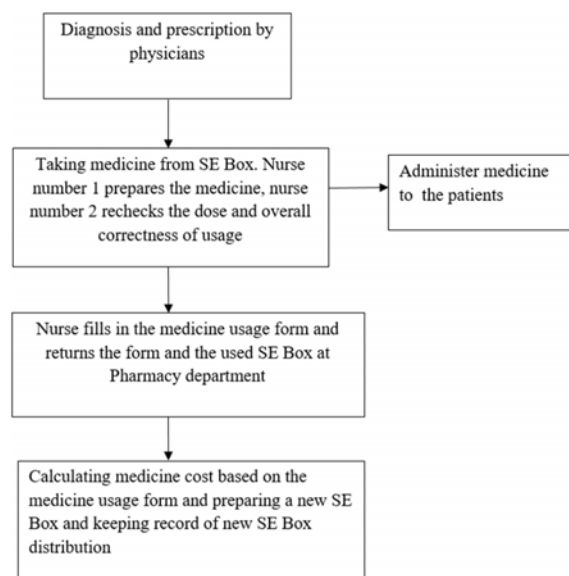 Diagnosis and prescription by
physicians
Taking medicine from SE Box. Nurse
number 1 prepares the medicine, nurse
number 2 rechecks the dose and overall
correctness of usage
Administer medicine
to the patients
Nurse fills in the medicine usage form and
returns the form and the used SE Box at
Pharmacy department
Calculating medicine cost based on the
medicine usage form and preparing a new SE
Box and keeping record of new SE Box
distribution